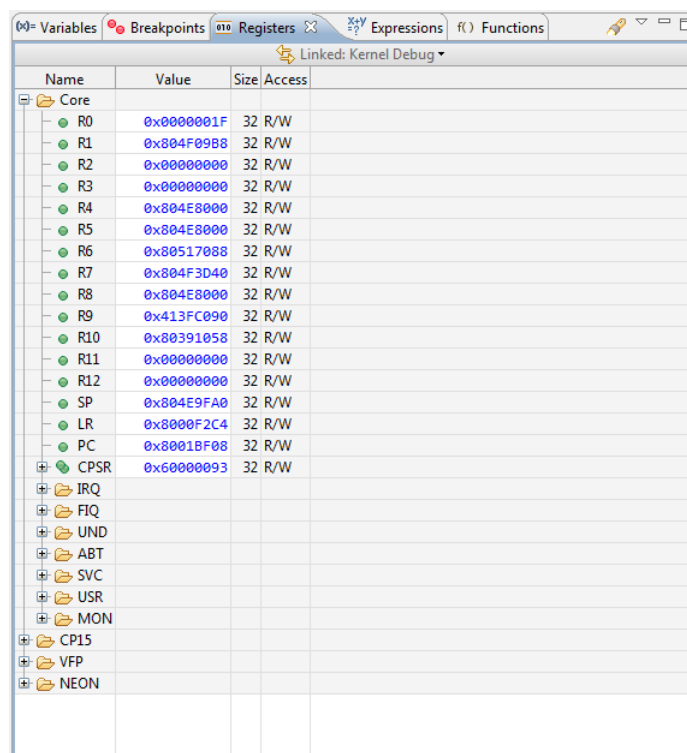 (x)= Variables Breakpoints 010 Registers X+Y =? Expressions f() Functions
Linked: Kernel Debug
Name Value Size Access
Core
R0 0x0000001F 32 R/W
R1 0x804F09B8 32 R/W
R2 0x00000000 32 R/W
R3 0x00000000 32 R/W
R4 0x804E8000 32 R/W
R5 0x804E8000 32 R/W
R6 0x80517088 32 R/W
R7 0x804F3D40 32 R/W
R8 0x804E8000 32 R/W
R9 0x413FC090 32 R/W
R10 0x80391058 32 R/W
R11 0x00000000 32 R/W
R12 0x00000000 32 R/W
SP 0x804E9FA0 32 R/W
LR 0x8000F2C4 32 R/W
PC 0x8001BF08 32 R/W
CPSR 0x60000093 32 R/W
IRQ
FIQ
UND
ABT
SVC
USR
MON
CP15
VFP
NEON